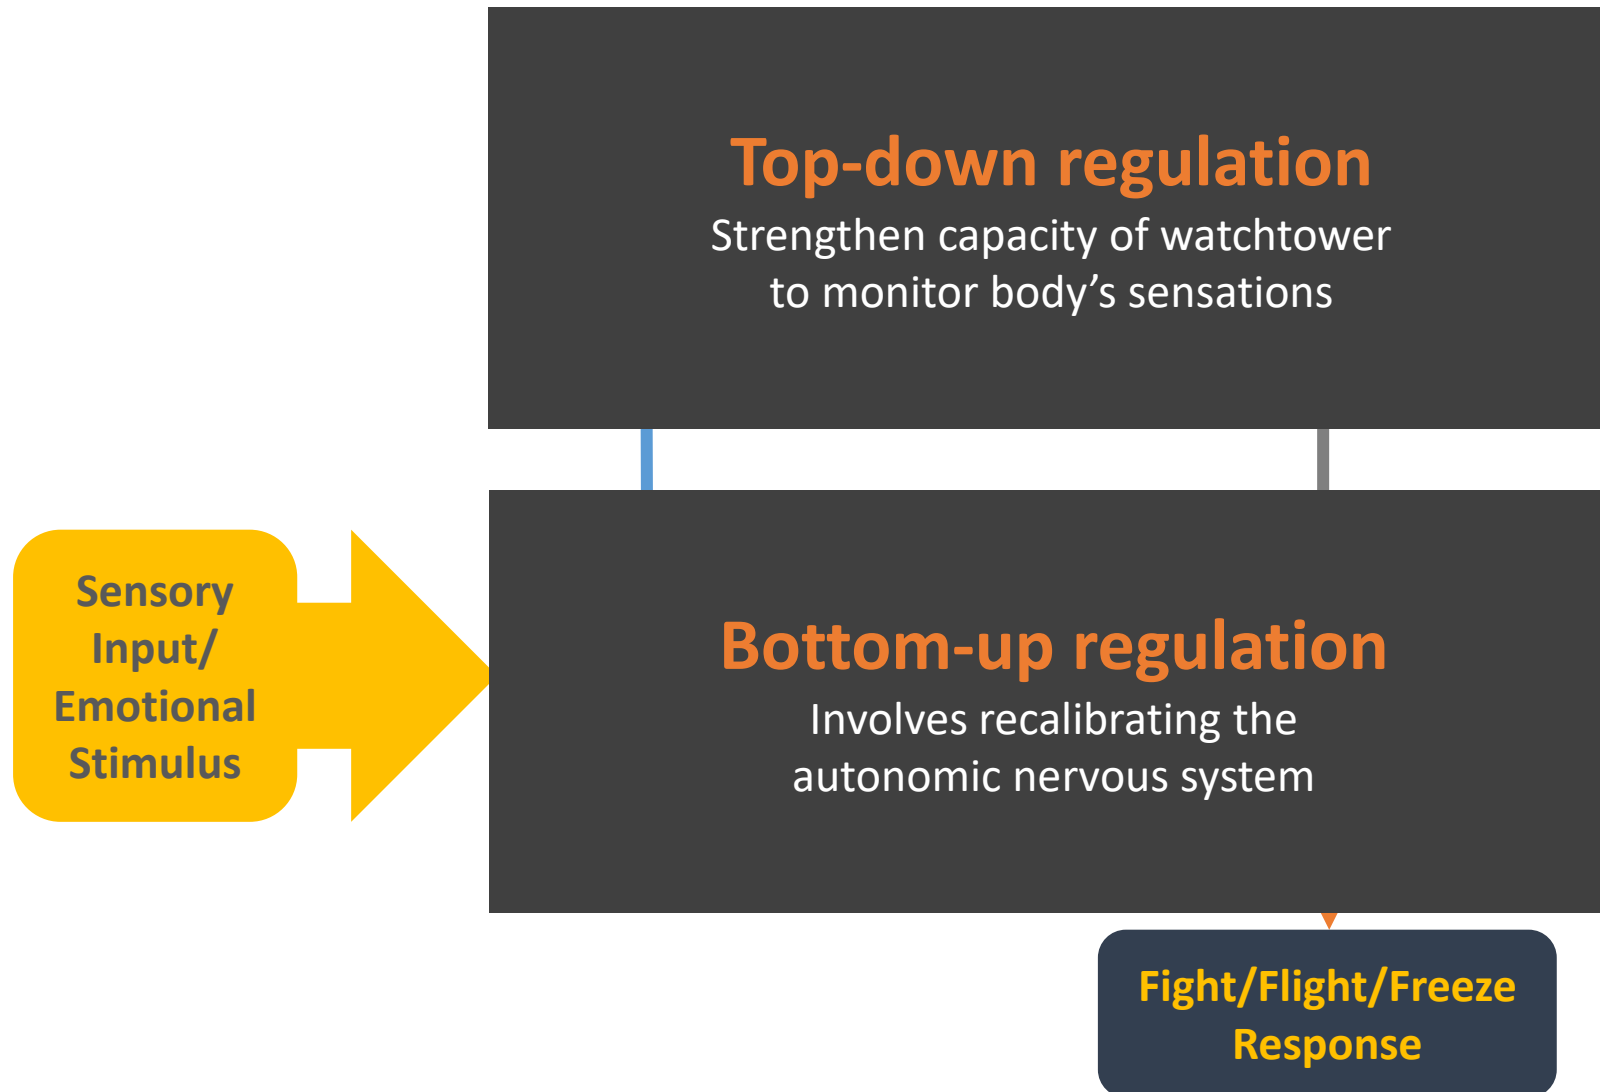 Top-down regulation
Strengthen capacity of watchtower
to monitor body’s sensations
Sensory
Input/
Emotional
Stimulus
Bottom-up regulation
Involves recalibrating the
autonomic nervous system
Fight/Flight/Freeze
Response